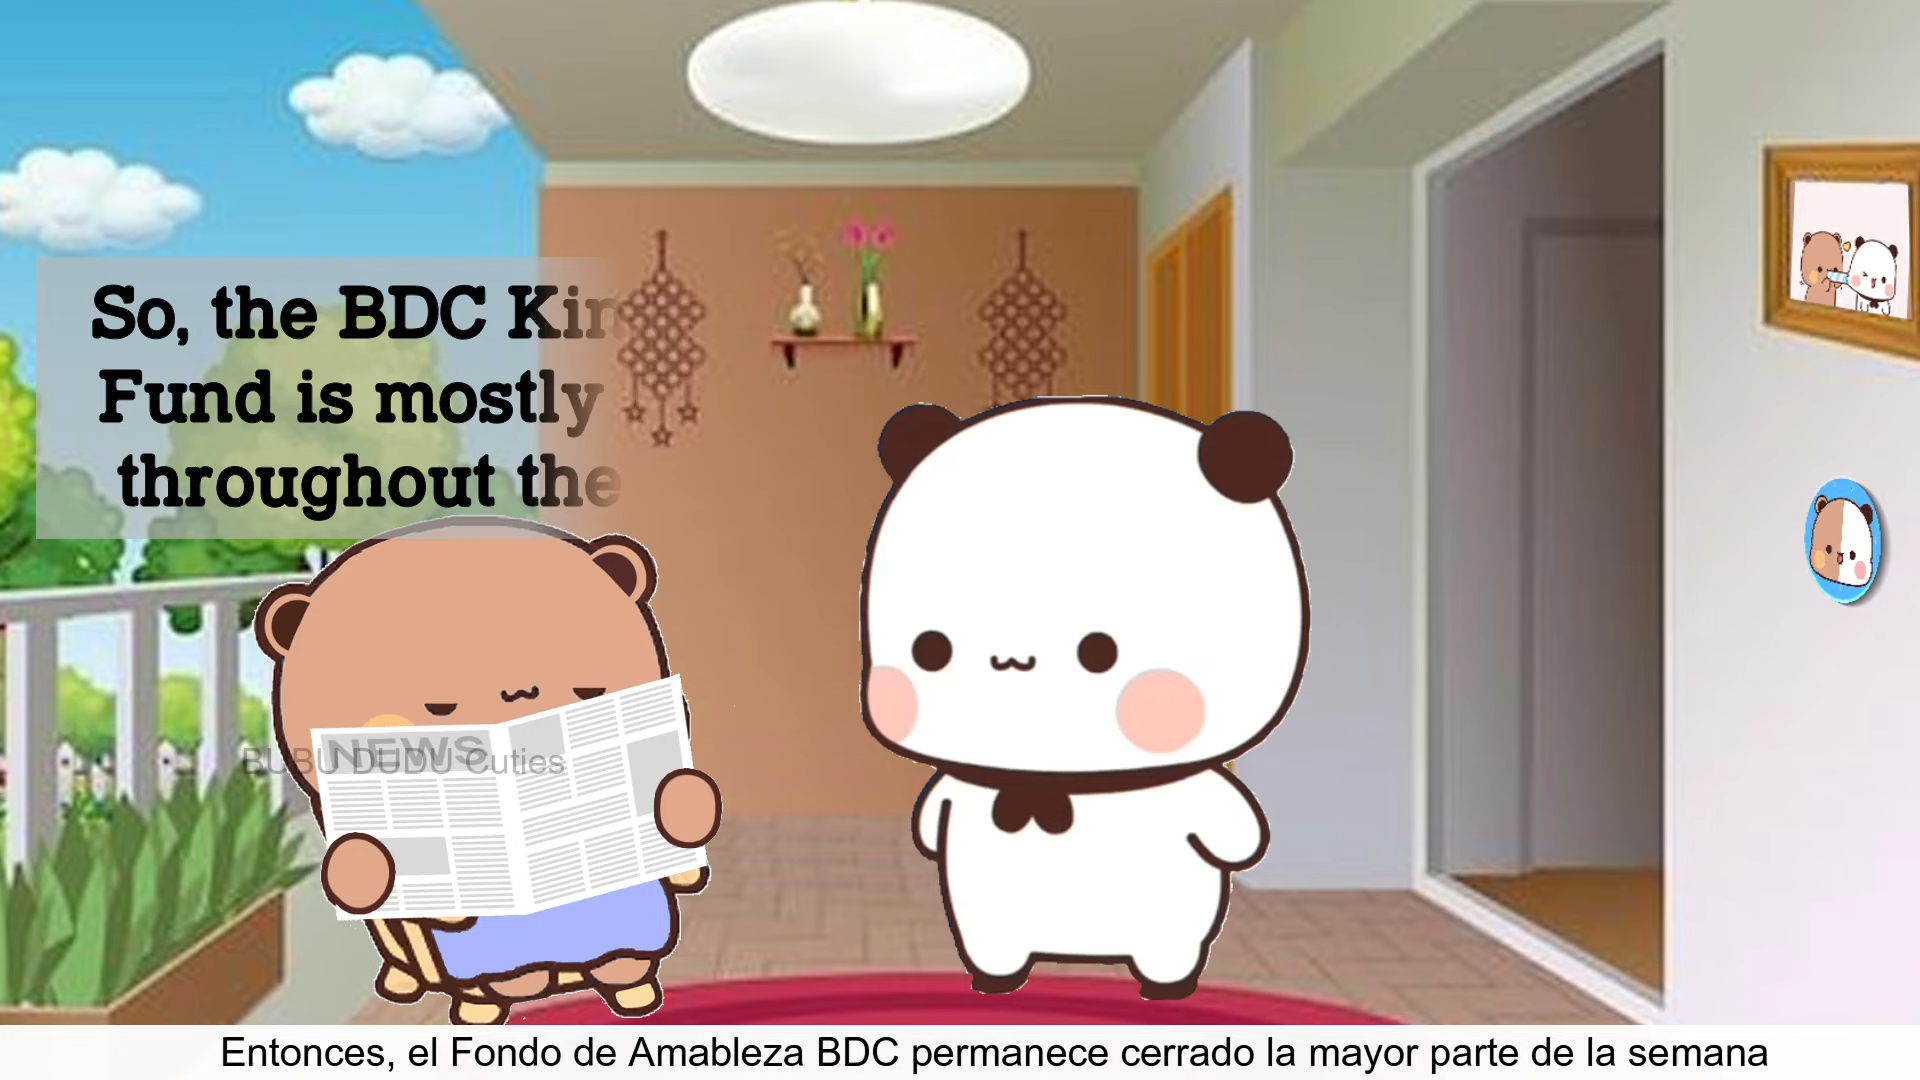 So, the BDC Kin
Fund is mostly
throughout the
NEWS
BUBU DUDU Cuties
Entonces, el Fondo de Amableza BDC permanece cerrado la mayor parte de la semana